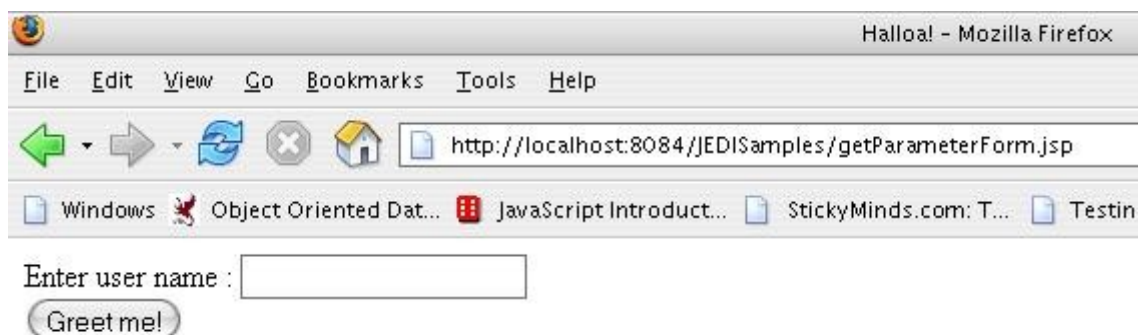 Halloa! - Mozilla Firefox
File Edit View Go Bookmarks Tools Help
http://localhost:8084/JEDISamples/getParameterForm.jsp
Windows Object Oriented Dat... JavaScript Introduct... StickyMinds.com: T... Testin
Enter user name :
Greet me!